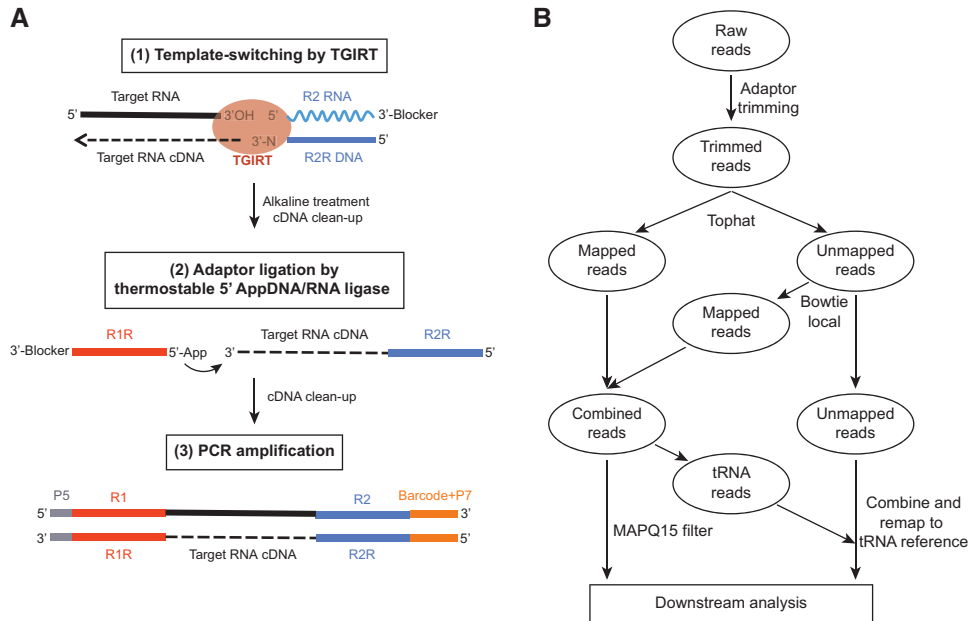 A
(1) Template-switching by TGIRT
Target RNA
R2 RNA
5'
3'OH
5'
3'-Blocker
3'-N
5'
Target RNA cDNA
TGIRT
R2R DNA
Alkaline treatment
cDNA clean-up
(2) Adaptor ligation by
thermostable 5' AppDNA/RNA ligase
R1R
Target RNA cDNA
R2R
3'-Blocker
5'-App
3'
5'
cDNA clean-up
(3) PCR amplification
P5
R1
R2
Barcode+P7
5'
3'
3'
5'
R1R
Target RNA cDNA
R2R
B
Raw
reads
Adaptor
trimming
Trimmed
reads
Tophat
Mapped
reads
Unmapped
reads
Mapped
reads
Bowtie
local
Combined
reads
Unmapped
reads
tRNA
reads
MAPQ15 filter
Combine and
remap to
tRNA reference
Downstream analysis